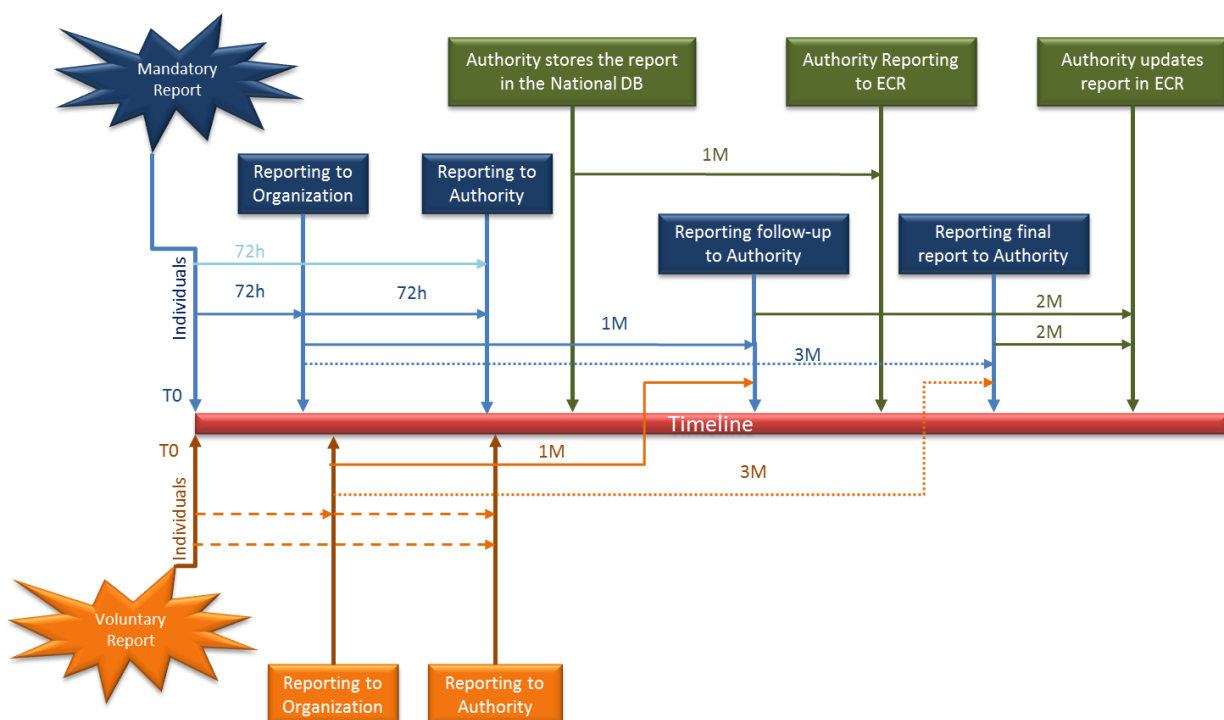 Mandatory
Report
Authority stores the report
in the National DB
Authority Reporting
to ECR
Authority updates
report in ECR
1M
Reporting to
Organization
Reporting to
Authority
Reporting follow-up
to Authority
Reporting final
report to Authority
Individuals
72h
72h
72h
2M
1M
2M
3M
T0
Timeline
T0
1M
3M
Individuals
Voluntary
Report
Reporting to
Organization
Reporting to
Authority